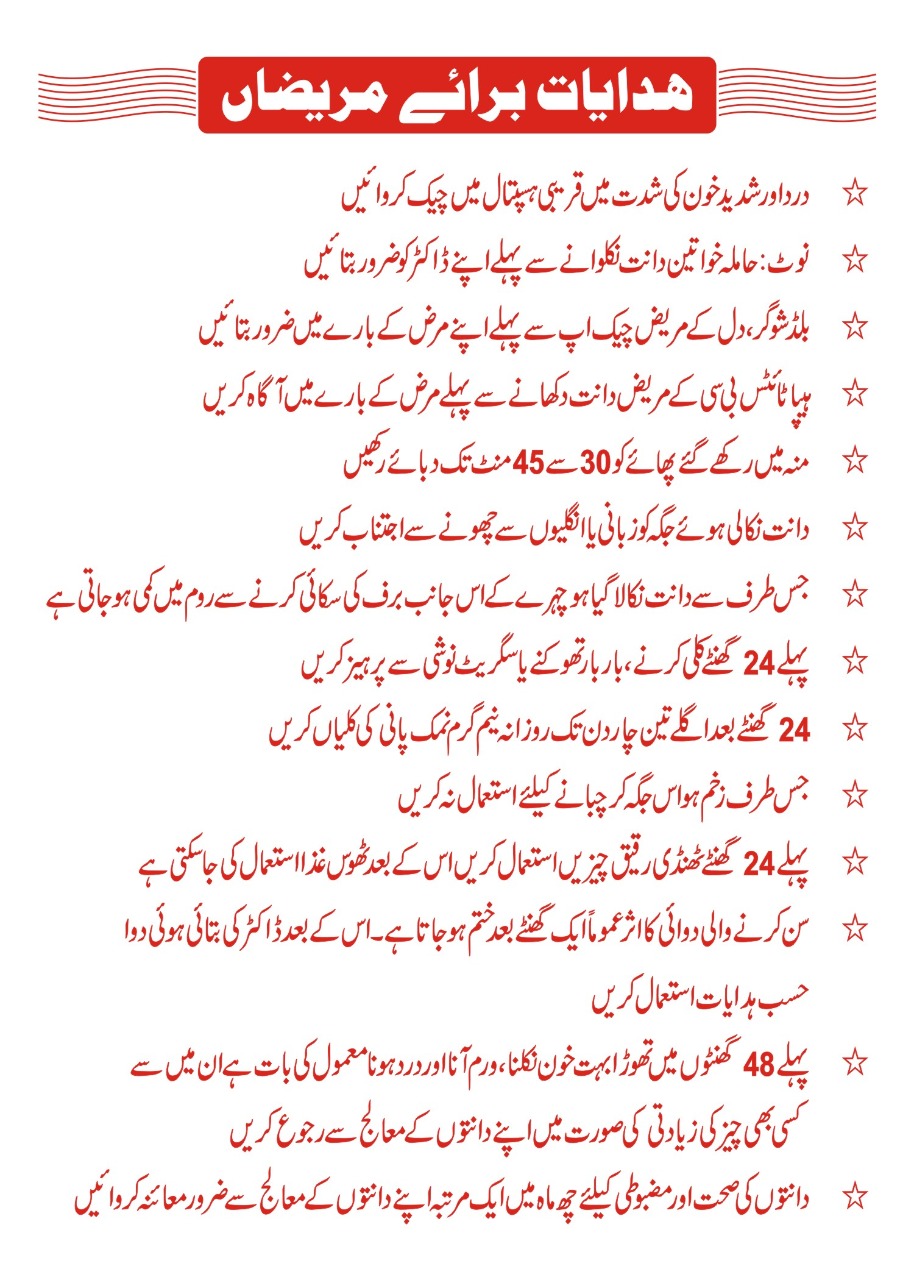 ھدایات برائے مریضاں
☆ درد اور شدید خون کی شدت میں قریبی ہسپتال میں چیک کروائیں
☆ نوٹ: حاملہ خواتین دانت نکلوانے سے پہلے اپنے ڈاکٹر کو ضرور بتائیں
☆ بلڈ شوگر، دل کے مریض چیک اپ سے پہلے اپنے مرض کے بارے میں ضرور بتائیں
☆ ہیپاٹائٹس بی سی کے مریض دانت دکھانے سے پہلے مرض کے بارے میں آگاہ کریں
☆ منہ میں رکھے گئے پھائے کو 30 سے 45 منٹ تک دبائے رکھیں
☆ دانت نکالی ہوئے جگہ کو زبانی یا انگلیوں سے چھونے سے اجتناب کریں
☆ جس طرف سے دانت نکالا گیا ہو چہرے کے اس جانب برف کی سکائی کرنے سے روم میں کمی ہو جاتی ہے
☆ پہلے 24 گھنٹے کلی کرنے، بار بار تھوکنے یا سگریٹ نوشی سے پرہیز کریں
☆ 24 گھنٹے بعد اگلے تین چار دن تک روزانہ نیم گرم نمک پانی کی کلیاں کریں
☆ جس طرف زخم ہو اس جگہ کر چبانے کیلئے استعمال نہ کریں
☆ پہلے 24 گھنٹے ٹھنڈی رقیق چیزیں استعمال کریں اس کے بعد ٹھوس غذا استعمال کی جا سکتی ہے
☆ سن کرنے والی دوائی کا اثر عموماً ایک گھنٹے بعد ختم ہو جاتا ہے۔ اس کے بعد ڈاکٹر کی بتائی ہوئی دوا
حسب ہدایات استعمال کریں
☆ پہلے 48 گھنٹوں میں تھوڑا بہت خون نکلنا، ورم آنا اور درد ہونا معمول کی بات ہے ان میں سے
کسی بھی چیز کی زیادتی کی صورت میں اپنے دانتوں کے معالج سے رجوع کریں
☆ دانتوں کی صحت اور مضبوطی کیلئے چھ ماہ میں ایک مرتبہ اپنے دانتوں کے معالج سے ضرور معائنہ کروائیں